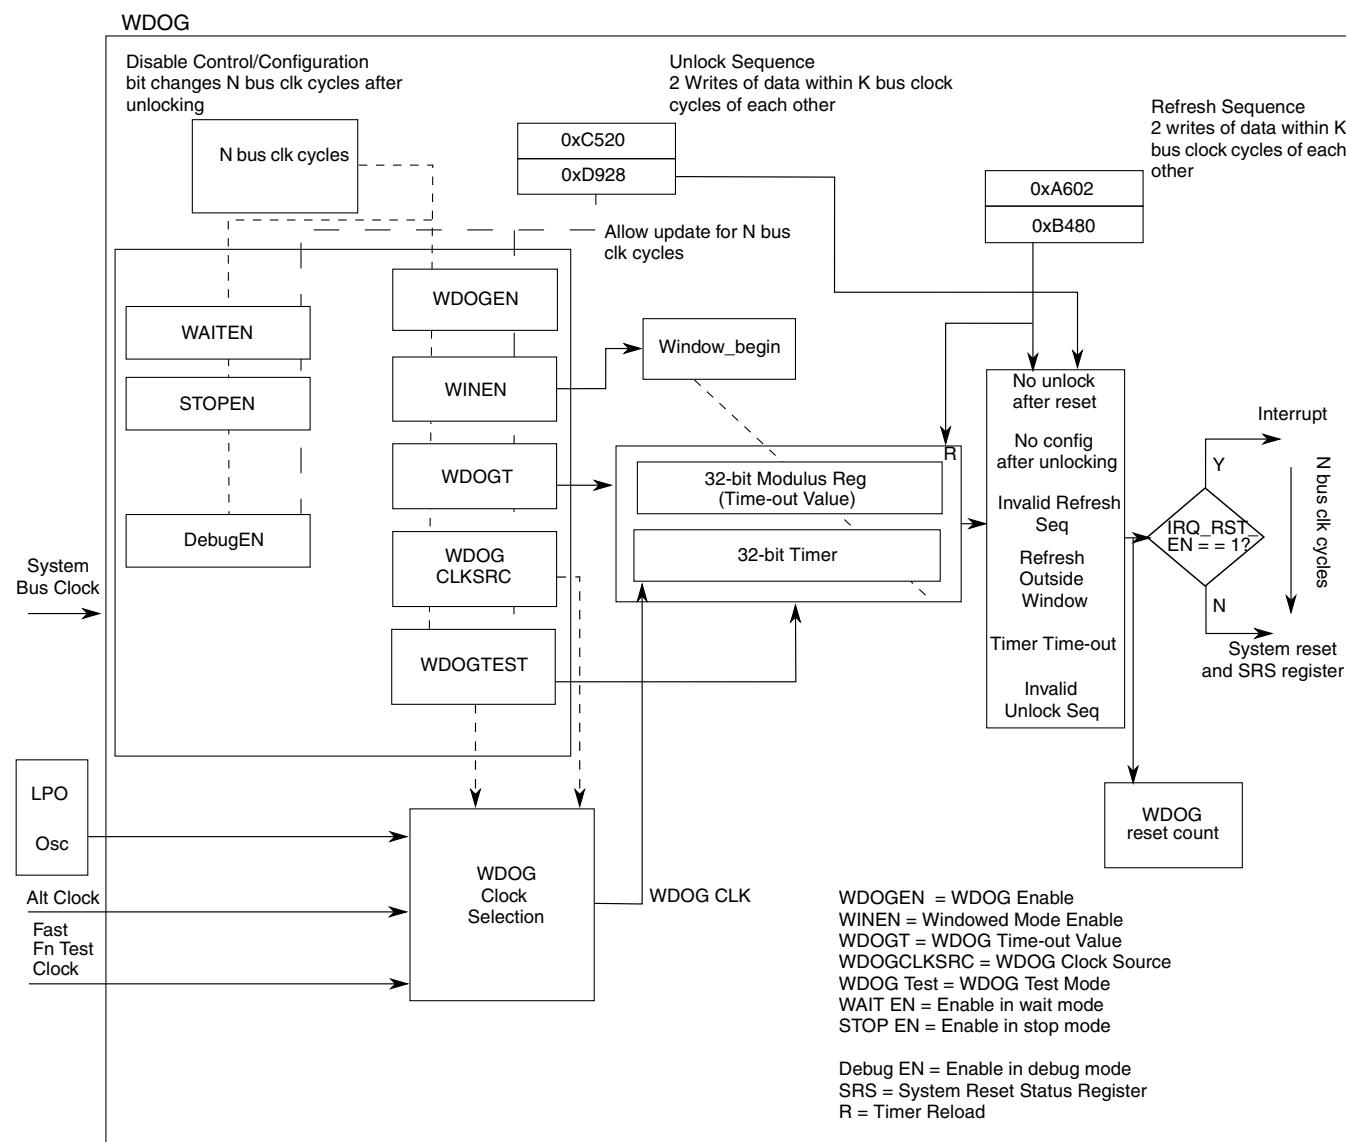 WDOG
Disable Control/Configuration
bit changes N bus clk cycles after
unlocking
N bus clk cycles
Unlock Sequence
2 Writes of data within K bus clock
cycles of each other
0xC520
0xD928
Allow update for N bus
clk cycles
Refresh Sequence
2 writes of data within K
bus clock cycles of each
other
0xA602
0xB480
WAITEN
STOPEN
DebugEN
WDOGEN
WINEN
WDOGT
WDOG
CLKSRC
WDOGTEST
Window_begin
R
32-bit Modulus Reg
(Time-out Value)
32-bit Timer
No unlock
after reset
No config
after unlocking
Invalid Refresh
Seq
Refresh
Outside
Window
Timer Time-out
Invalid
Unlock Seq
Interrupt
Y
IRQ_RST_
EN = = 1?
N
N bus clk cycles
System reset
and SRS register
WDOG
reset count
System
Bus Clock
LPO
Osc
Alt Clock
Fast
Fn Test
Clock
WDOG
Clock
Selection
WDOG CLK
WDOGEN = WDOG Enable
WINEN = Windowed Mode Enable
WDOGT = WDOG Time-out Value
WDOGCLKSRC = WDOG Clock Source
WDOG Test = WDOG Test Mode
WAIT EN = Enable in wait mode
STOP EN = Enable in stop mode
Debug EN = Enable in debug mode
SRS = System Reset Status Register
R = Timer Reload